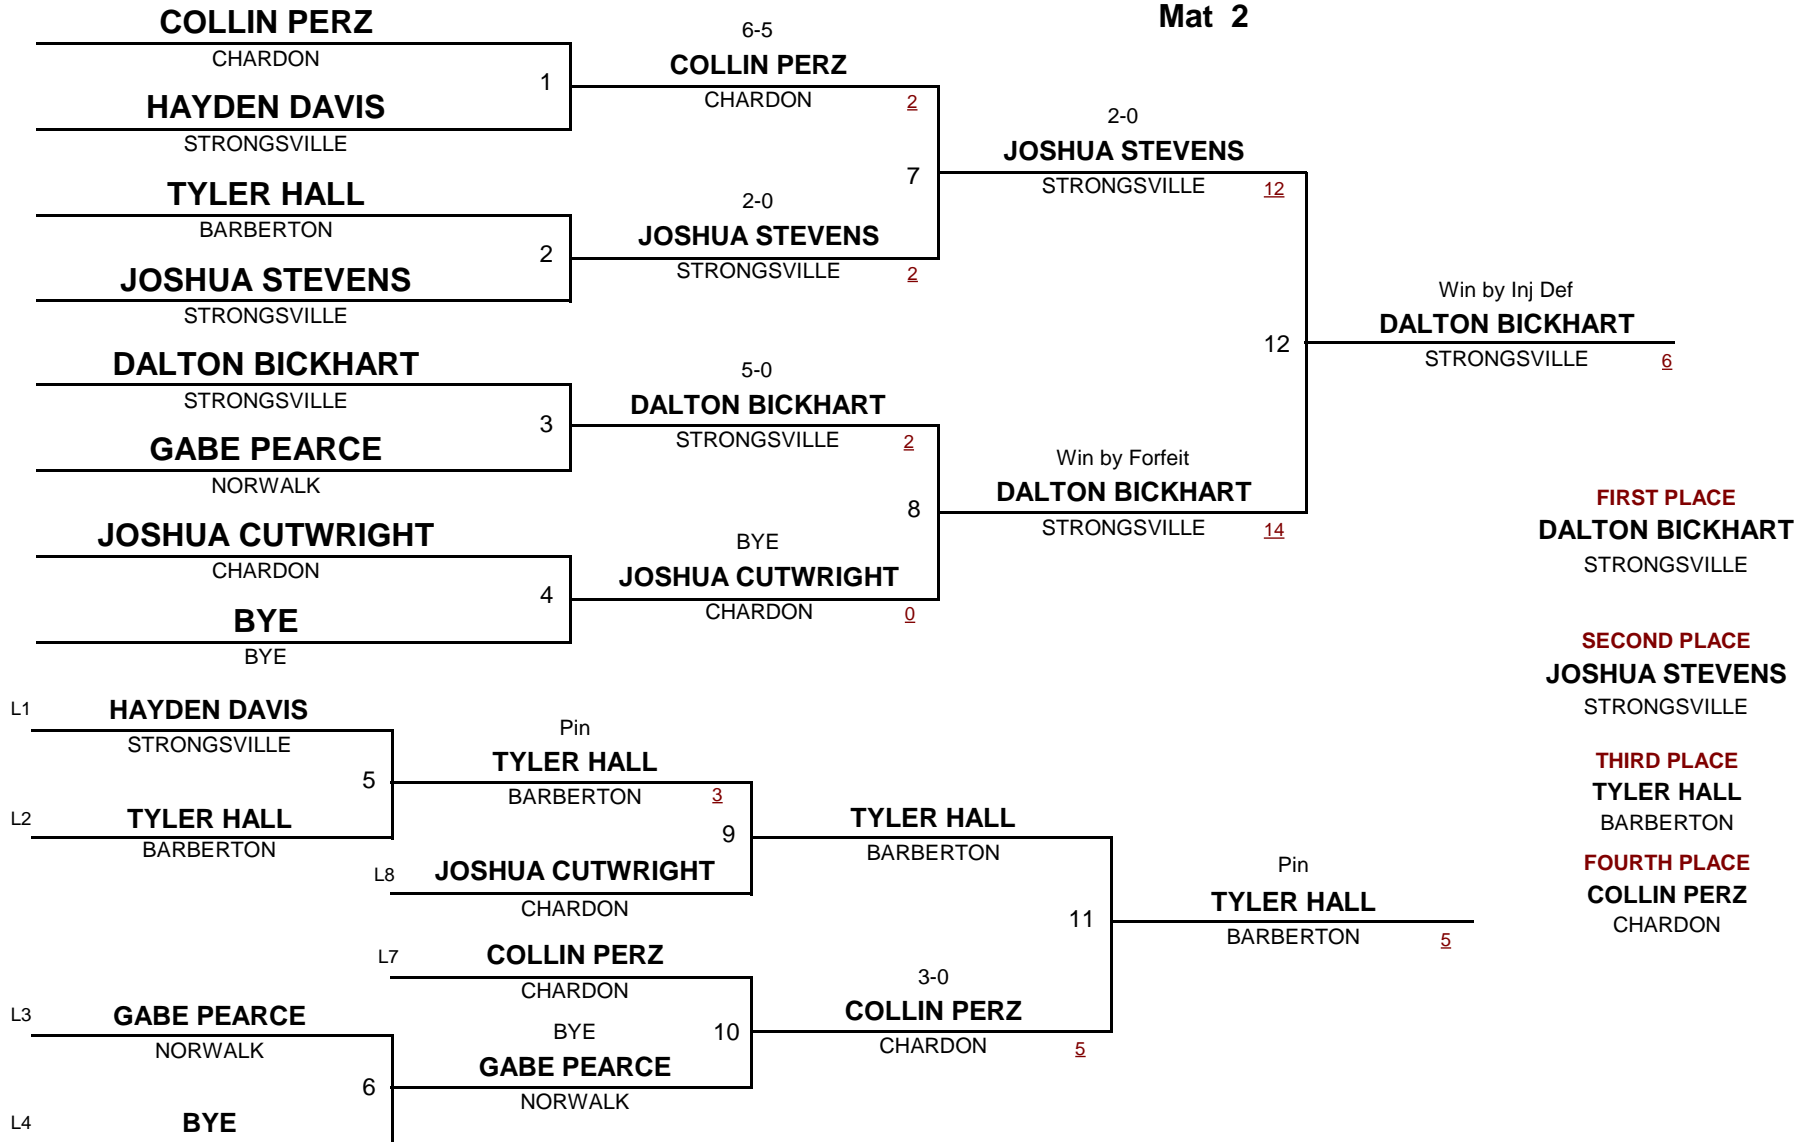 Mat 2
COLLIN PERZ
CHARDON
1
HAYDEN DAVIS
STRONGSVILLE
6-5
COLLIN PERZ
CHARDON
2
TYLER HALL
BARBERTON
2
JOSHUA STEVENS
STRONGSVILLE
2-0
JOSHUA STEVENS
STRONGSVILLE
2
7
2-0
JOSHUA STEVENS
STRONGSVILLE
12
DALTON BICKHART
STRONGSVILLE
3
GABE PEARCE
NORWALK
5-0
DALTON BICKHART
STRONGSVILLE
2
JOSHUA CUTWRIGHT
CHARDON
4
BYE
BYE
BYE
JOSHUA CUTWRIGHT
CHARDON
0
8
Win by Forfeit
DALTON BICKHART
STRONGSVILLE
14
12
Win by Inj Def
DALTON BICKHART
STRONGSVILLE
6
FIRST PLACE
DALTON BICKHART
STRONGSVILLE
SECOND PLACE
JOSHUA STEVENS
STRONGSVILLE
THIRD PLACE
TYLER HALL
BARBERTON
FOURTH PLACE
COLLIN PERZ
CHARDON
L1
HAYDEN DAVIS
STRONGSVILLE
5
L2
TYLER HALL
BARBERTON
Pin
TYLER HALL
BARBERTON
3
9
L8
JOSHUA CUTWRIGHT
CHARDON
TYLER HALL
BARBERTON
L7
COLLIN PERZ
CHARDON
L3
GABE PEARCE
NORWALK
6
L4
BYE
BYE
GABE PEARCE
NORWALK
10
3-0
COLLIN PERZ
CHARDON
5
11
Pin
TYLER HALL
BARBERTON
5